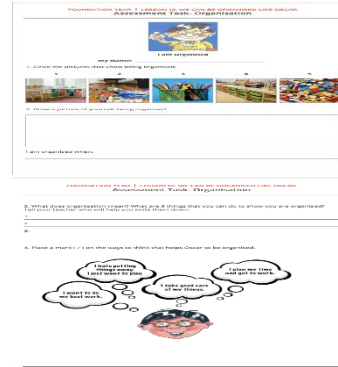 FOUNDATION YEAR | LESSON 12: WE CAN BE ORGANISED LIKE OSCAR
Assessment Task: Organisation
I am Organised
My Name:
1. Circle the pictures that show being organised.
1 2 3 4 5
2. Draw a picture of yourself being organised.
I am organised when
FOUNDATION YEAR | LESSON 12: WE CAN BE ORGANISED LIKE OSCAR
Assessment Task: Organisation
3. What does organisation mean? What are 3 things that you can do to show you are organised?
Tell your teacher who will help you write them down.
1.
2.
3.
4. Place a mark (✓) on the ways to think that helps Oscar to be organised.
I hate putting
things away.
I just want to play.
I plan my time
and get to work.
I want to do
my best work.
I take good care
of my things.